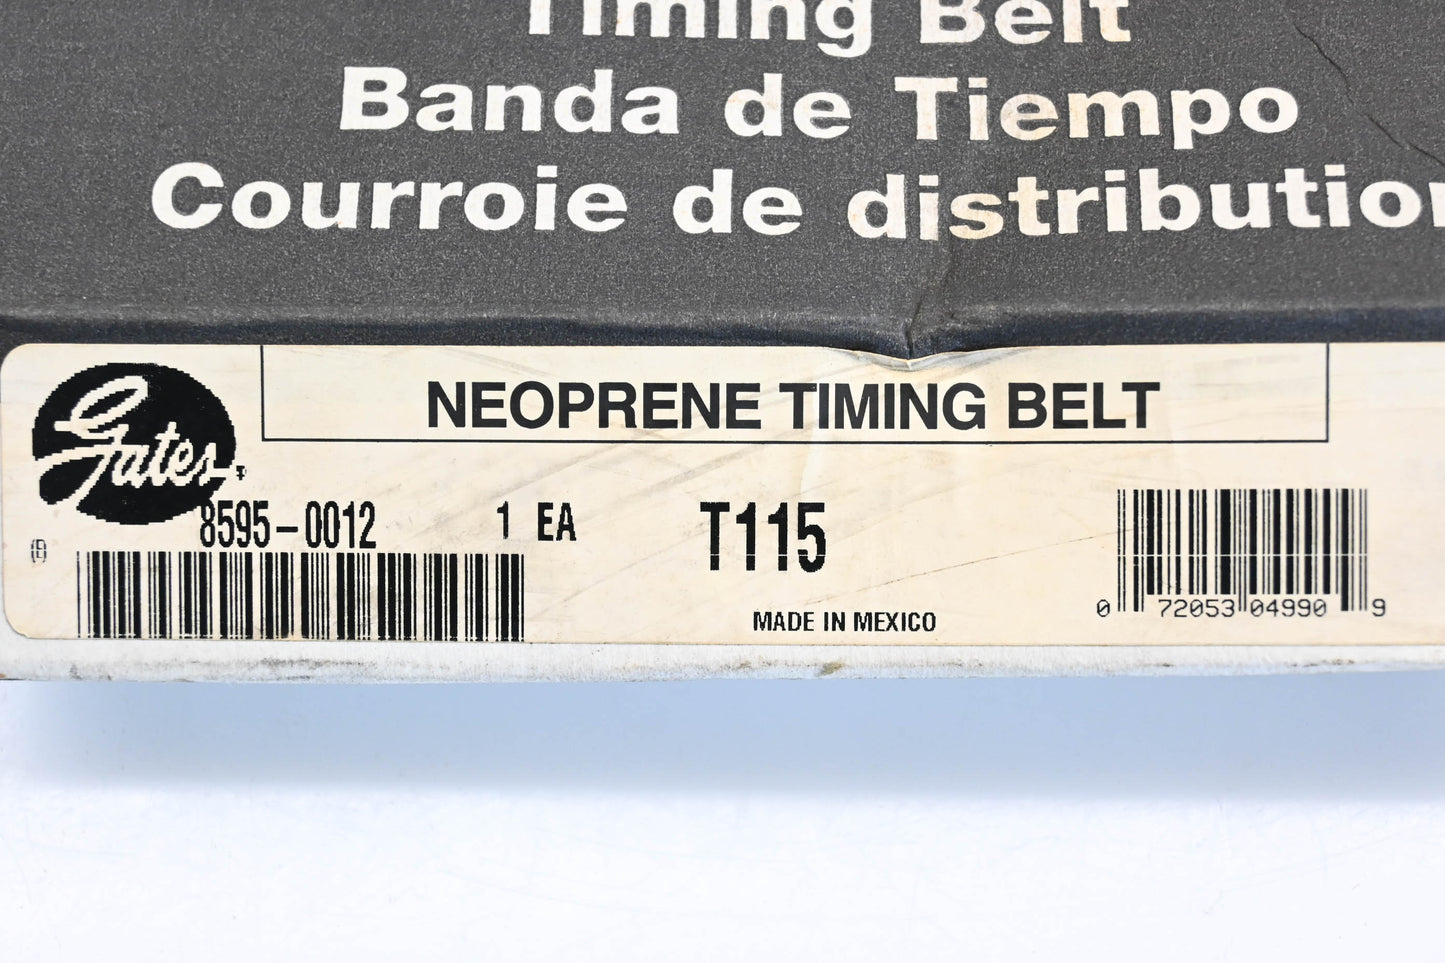 Timing Belt
Banda de Tiempo
Courroie de distribution
NEOPRENE TIMING BELT
Gates
8595-0012 1 EA T115
MADE IN MEXICO
0 72053 04990 9